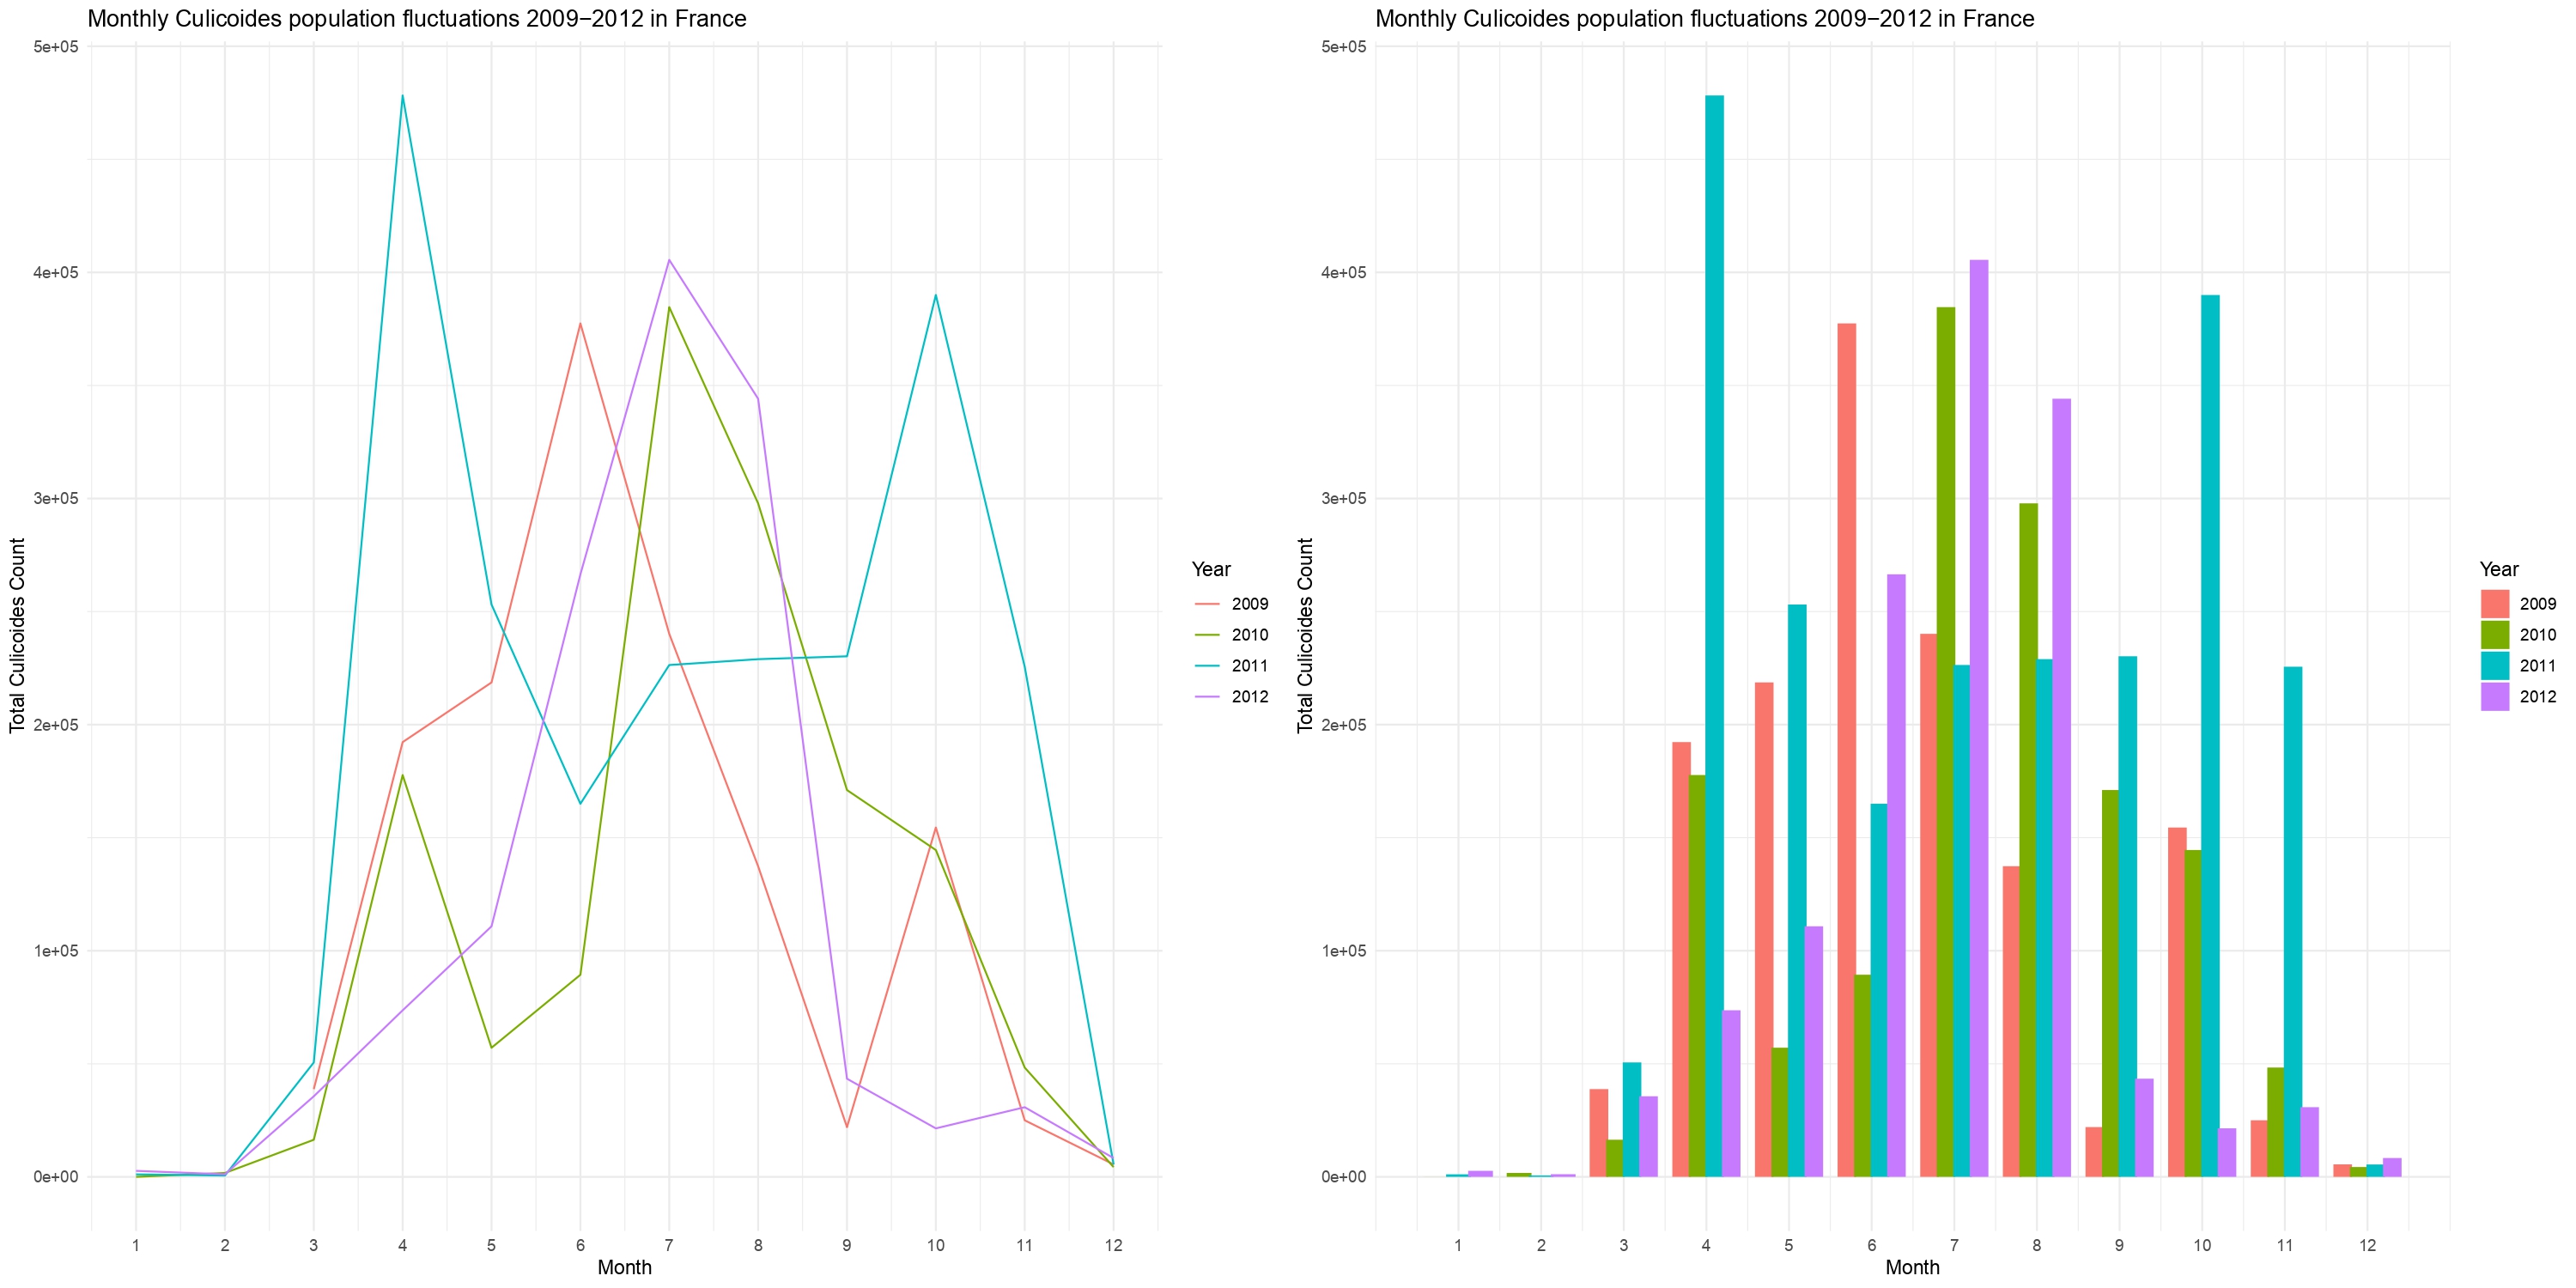 Monthly Culicoides population fluctuations 2009−2012 in France
5e+05
4e+05
3e+05
2e+05
1e+05
0e+00
Total Culicoides Count
1 2 3 4 5 6 7 8 9 10 11 12
Month
Year
2009
2010
2011
2012
Monthly Culicoides population fluctuations 2009−2012 in France
5e+05
4e+05
3e+05
2e+05
1e+05
0e+00
Total Culicoides Count
1 2 3 4 5 6 7 8 9 10 11 12
Month
Year
2009
2010
2011
2012